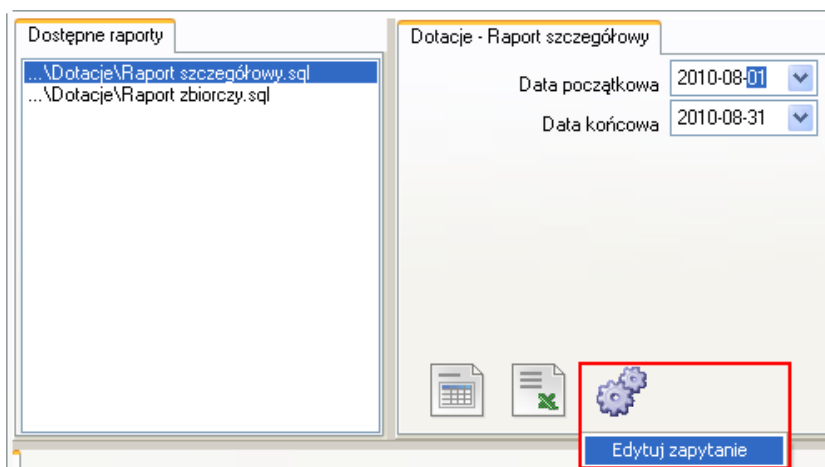 Dostępne raporty
...\Dotacje\Raport szczegółowy.sql
...\Dotacje\Raport zbiorczy.sql
Dotacje - Raport szczegółowy
Data początkowa 2010-08-01
Data końcowa 2010-08-31
Edytuj zapytanie